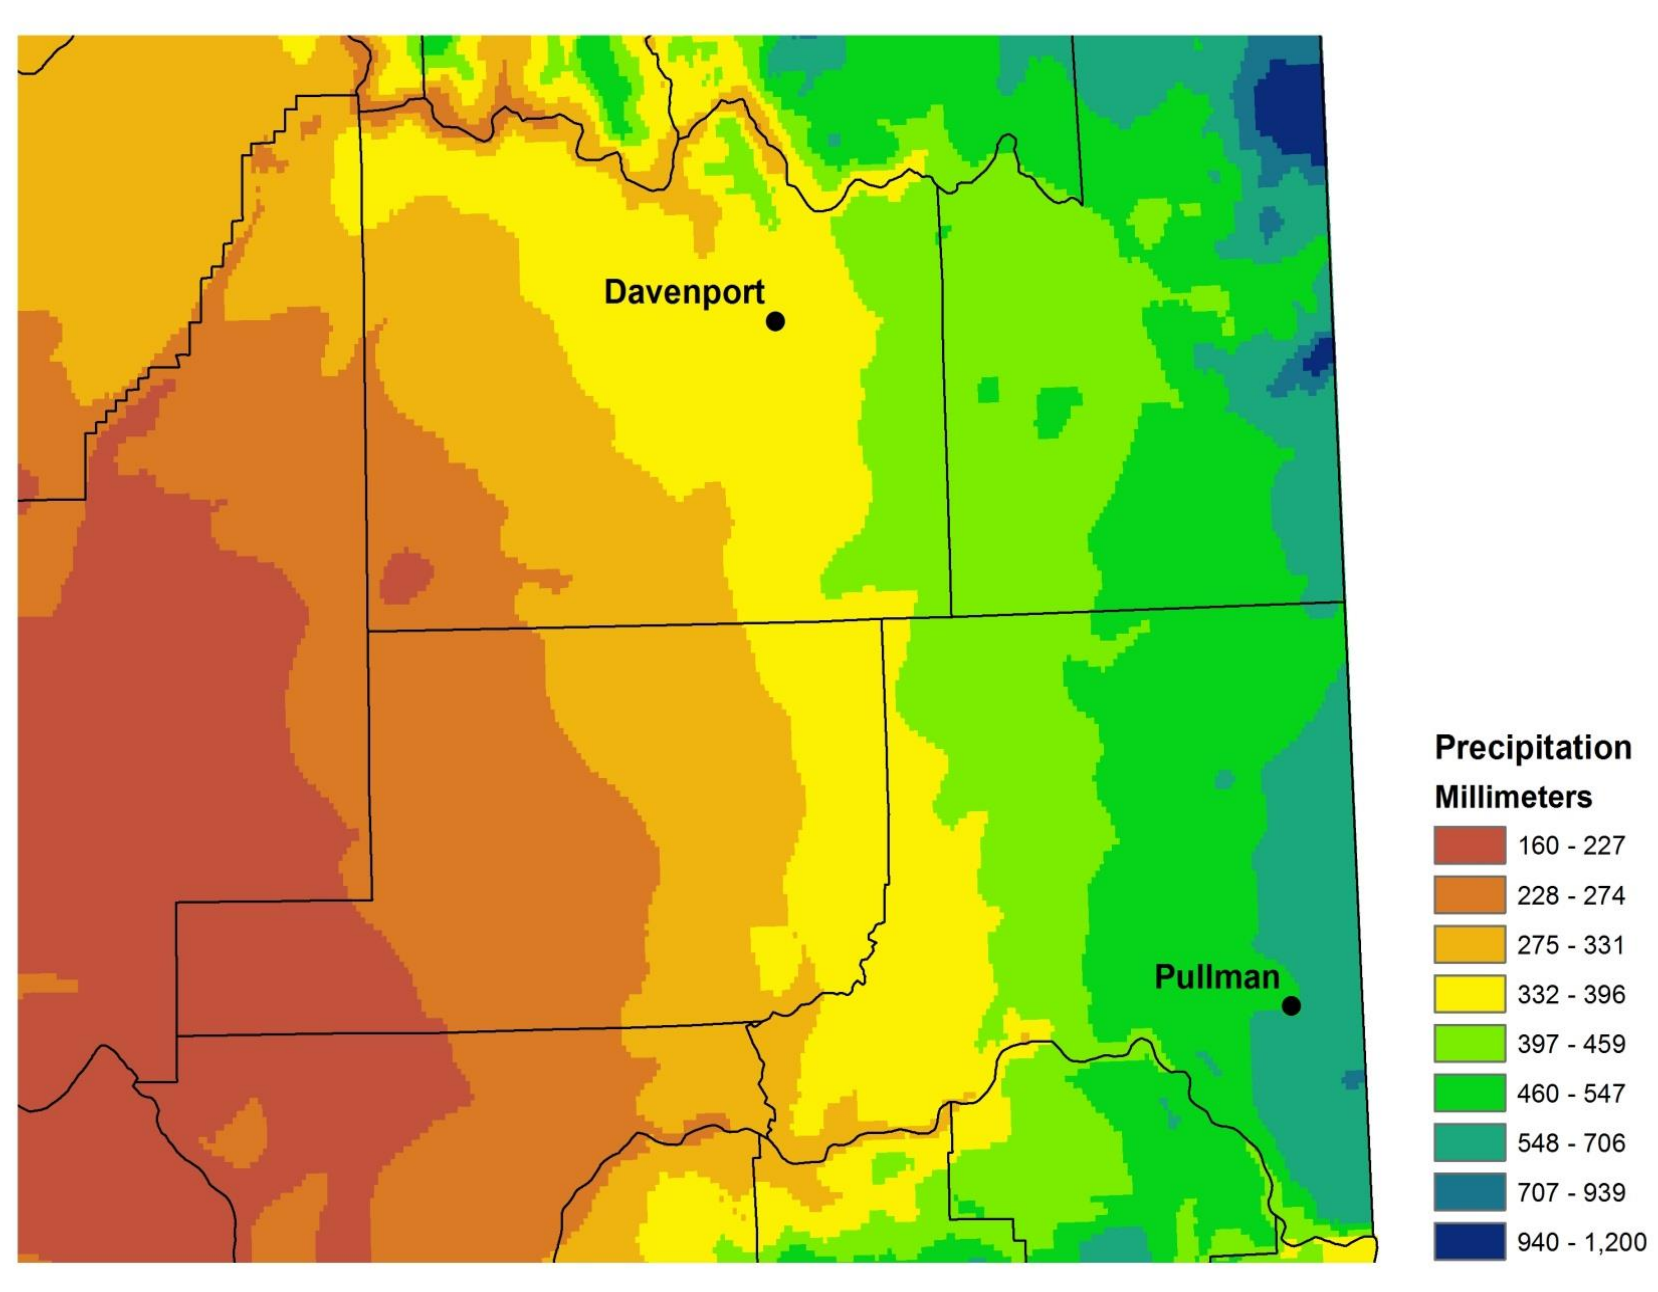 Davenport
Pullman
Precipitation
Millimeters
160 - 227
228 - 274
275 - 331
332 - 396
397 - 459
460 - 547
548 - 706
707 - 939
940 - 1,200